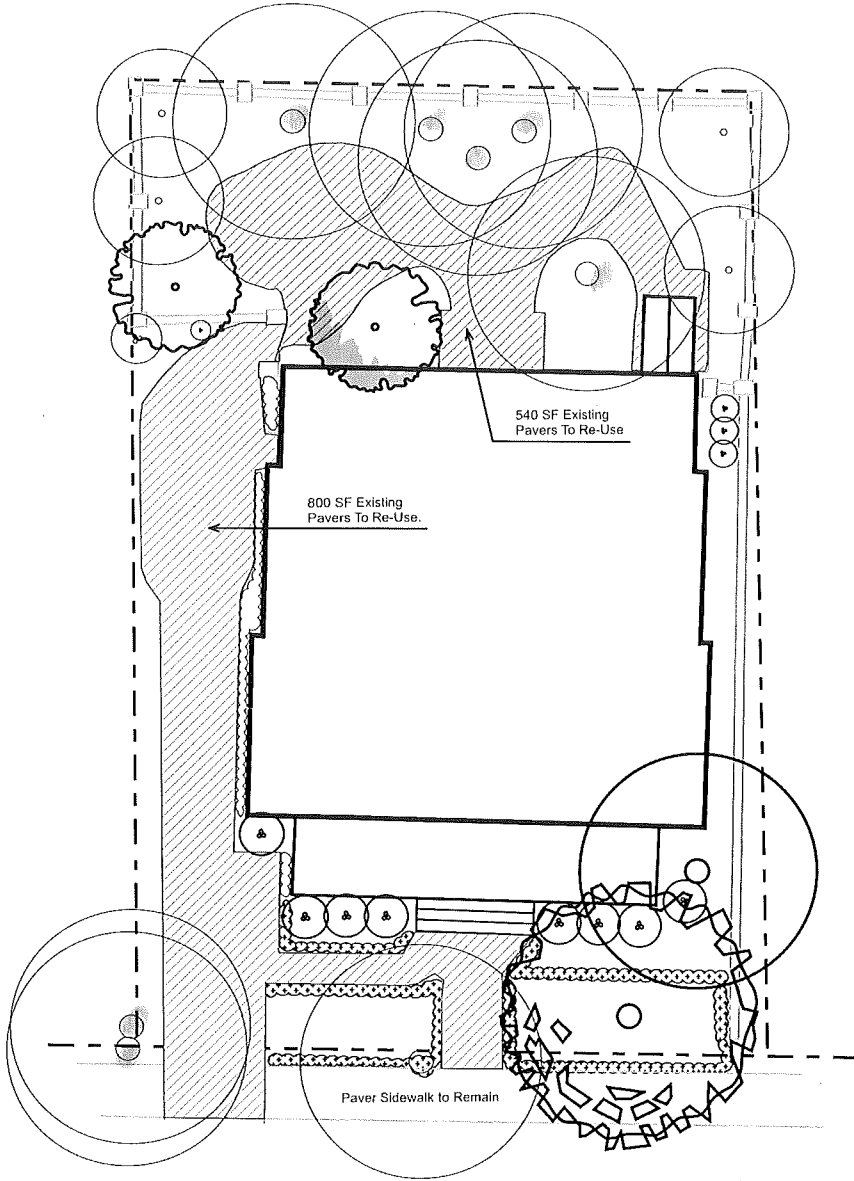 540 SF Existing
Pavers To Re-Use
800 SF Existing
Pavers To Re-Use.
Paver Sidewalk to Remain